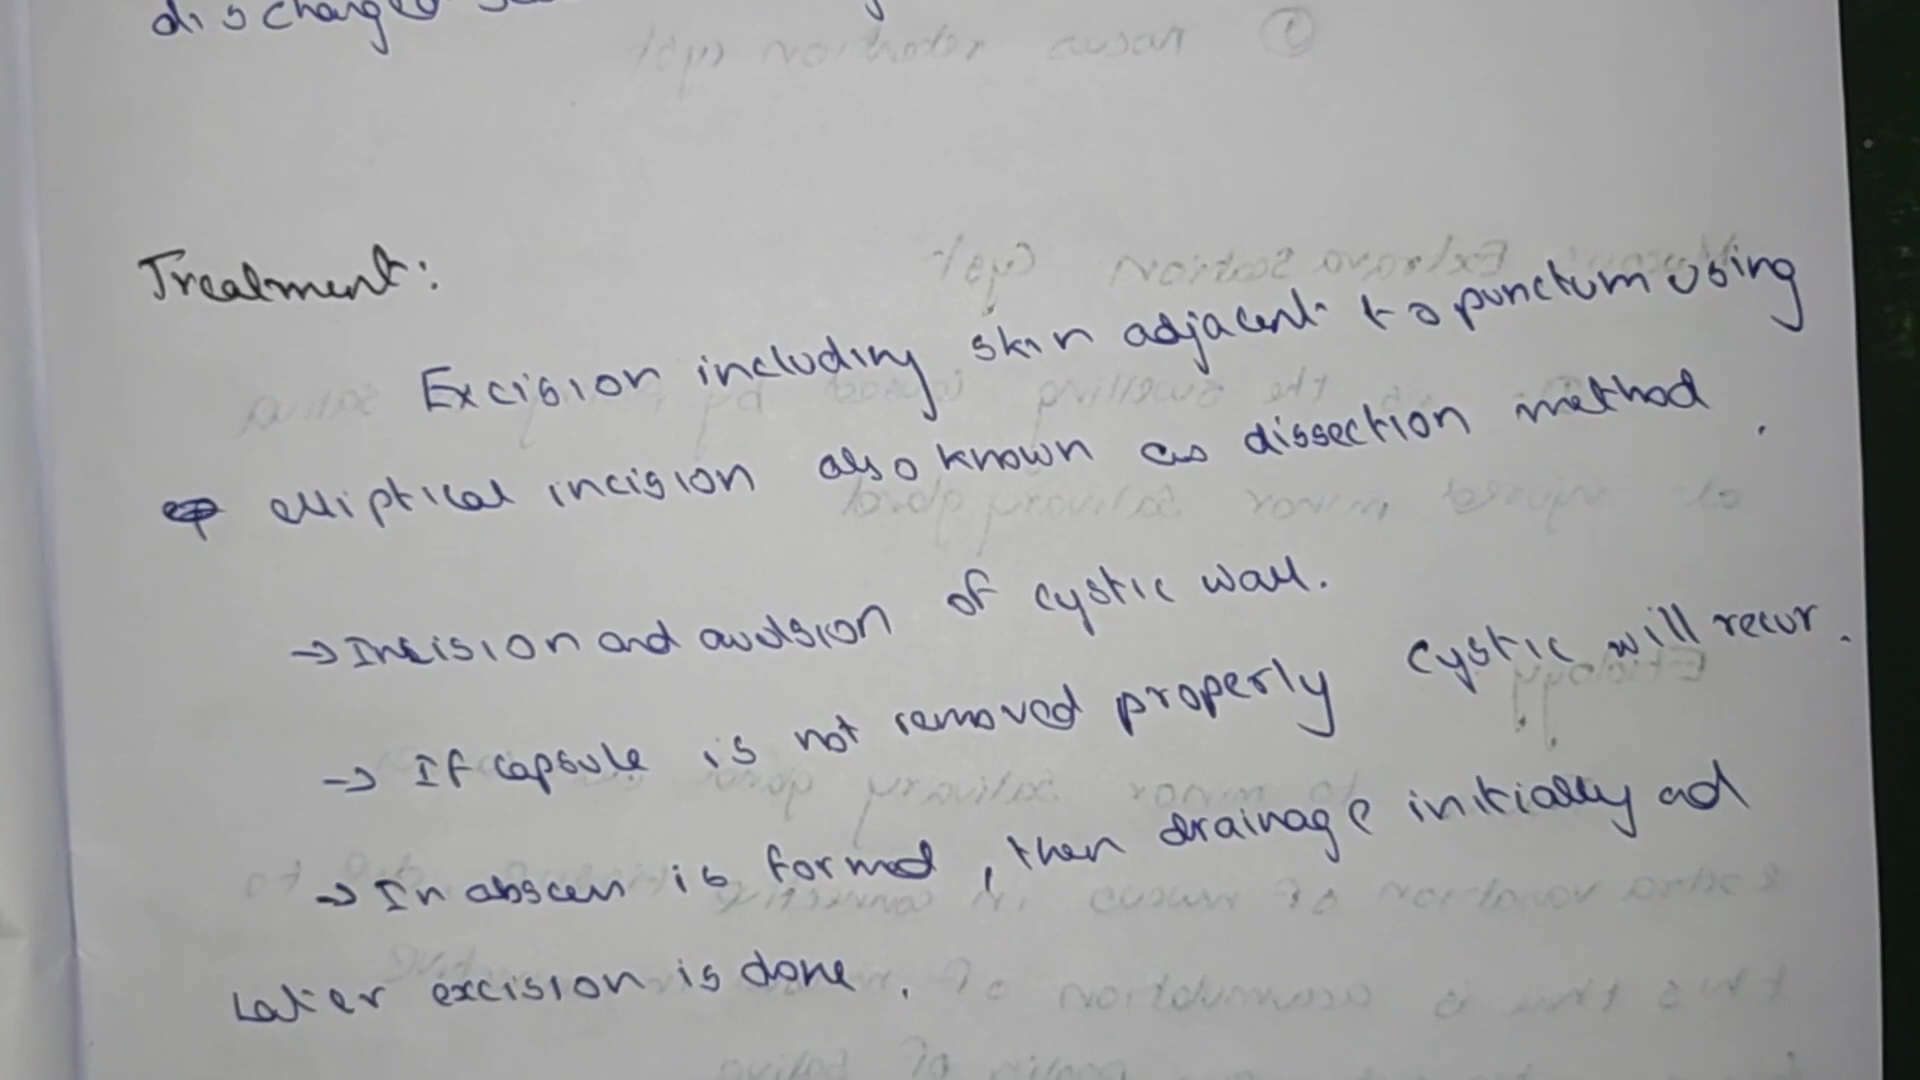 discharged
Treatment:
Excision including skin adjacent to punctum using
elliptical incision also known as dissection method.
→ Incision and avulsion of cystic wall.
→ If capsule is not removed properly cystic will recur.
→ In abscess is formed, then drainage initially ad
Later excision is done.